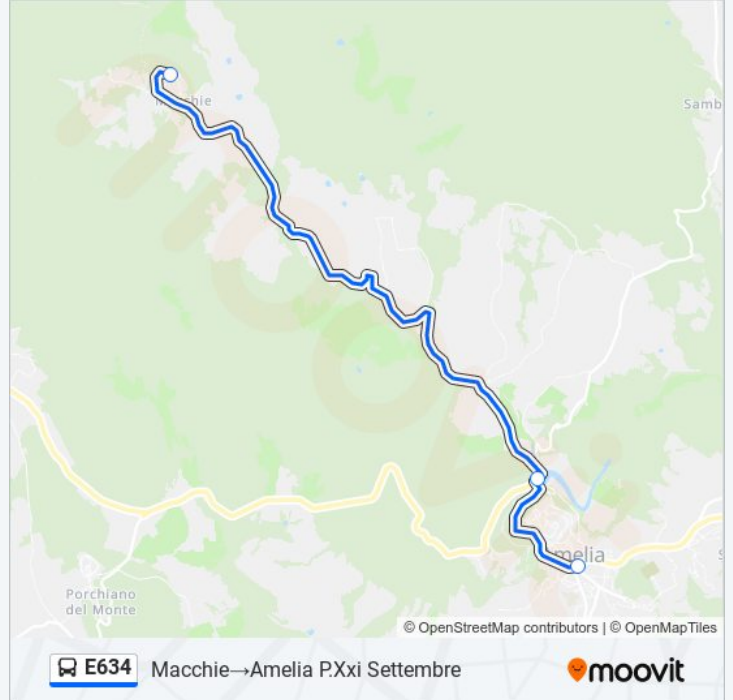 Macchie
Samb
Amelia
S
Porchiano
del Monte
© OpenStreetMap contributors | © OpenMapTiles
E634 Macchie→Amelia P.Xxi Settembre
moovit